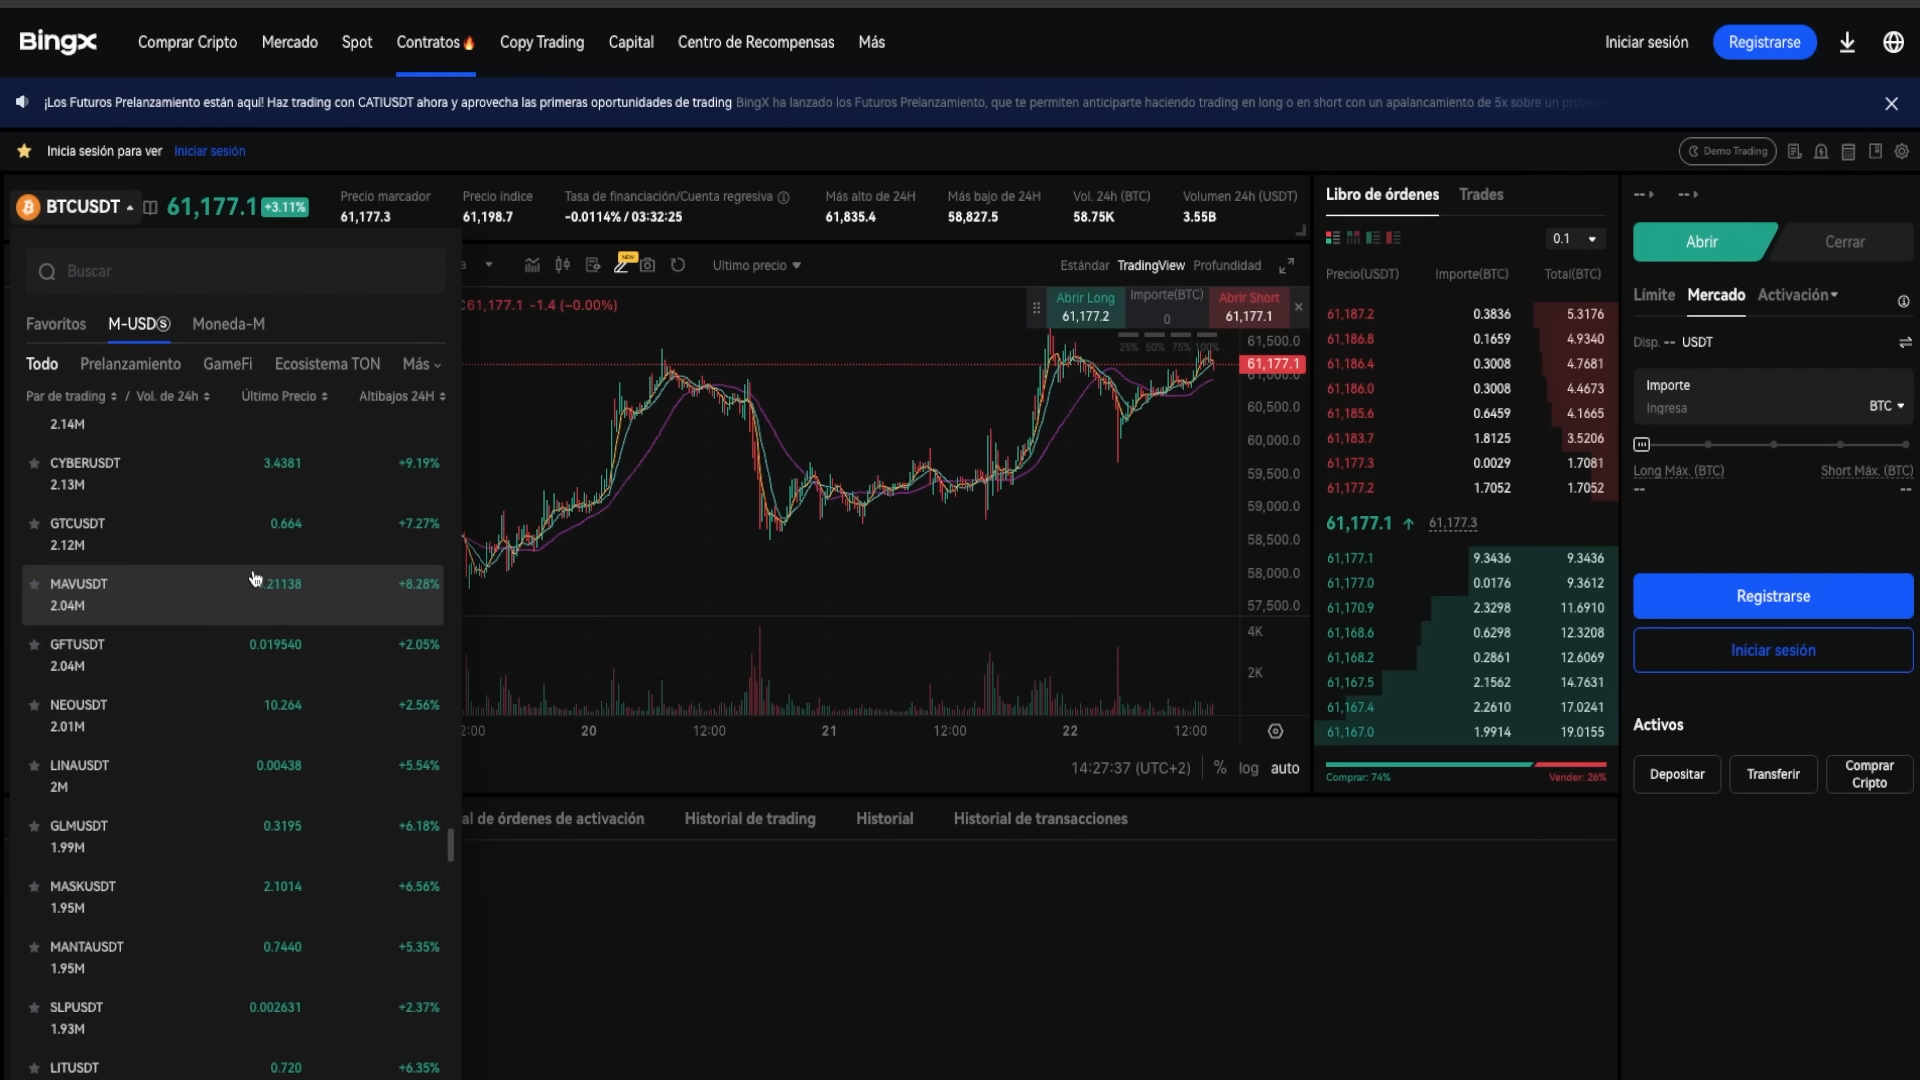 BingX
Comprar Cripto
Mercado
Spot
Contratos
Copy Trading
Capital
Centro de Recompensas
Más
Iniciar sesión
Registrarse
¡Los Futuros Prelanzamiento están aquí! Haz trading con CATIUSDT ahora y aprovecha las primeras oportunidades de trading BingX ha lanzado los Futuros Prelanzamiento, que te permiten anticiparte haciendo trading en long o en short con un apalancamiento de 5x sobre un
Inicia sesión para ver Iniciar sesión
Demo Trading
BTCUSDT
61,177.1
+3.11%
Precio marcador
61,177.3
Precio índice
61,198.7
Tasa de financiación/Cuenta regresiva
-0.0114% / 03:32:25
Más alto de 24H
61,835.4
Más bajo de 24H
58,827.5
Vol. 24h (BTC)
58.75K
Volumen 24H (USDT)
3.55B
Buscar
Favoritos
M-USDⓈ
Moneda-M
Todo
Prelanzamiento
GameFi
Ecosistema TON
Más
Par de trading / Vol. de 24h
Último Precio
Altibajos 24H
2.14M
CYBERUSDT 3.4381 +9.19%
2.13M
GTCUSDT 0.664 +7.27%
2.12M
MAVUSDT .21138 +8.28%
2.04M
GFTUSDT 0.019540 +2.05%
2.04M
NEOUSDT 10.264 +2.56%
2.01M
LINAUSDT 0.00438 +5.54%
2M
GLMUSDT 0.3195 +6.18%
1.99M
MASKUSDT 2.1014 +6.56%
1.95M
MANTAUSDT 0.7440 +5.35%
1.95M
SLPUSDT 0.002631 +2.37%
1.93M
LITUSDT 0.720 +6.35%
a
NEW
Ultimo precio
Estándar
TradingView
Profundidad
C61,177.1 -1.4 (−0.00%)
Abrir Long
61,177.2
Importe(BTC)
0
Abrir Short
61,177.1
25% 50% 75% 100%
61,500.0
61,177.1
61,000.0
60,500.0
60,000.0
59,500.0
59,000.0
58,500.0
58,000.0
57,500.0
4K
2K
2:00
20
12:00
21
12:00
22
12:00
14:27:37 (UTC+2)
%
log
auto
al de órdenes de activación
Historial de trading
Historial
Historial de transacciones
Libro de órdenes
Trades
0.1
Precio(USDT) Importe(BTC) Total(BTC)
61,187.2 0.3836 5.3176
61,186.8 0.1659 4.9340
61,186.4 0.3008 4.7681
61,186.0 0.3008 4.4673
61,185.6 0.6459 4.1665
61,183.7 1.8125 3.5206
61,177.3 0.0029 1.7081
61,177.2 1.7052 1.7052
61,177.1 61,177.3
61,177.1 9.3436 9.3436
61,177.0 0.0176 9.3612
61,170.9 2.3298 11.6910
61,168.6 0.6298 12.3208
61,168.2 0.2861 12.6069
61,167.5 2.1562 14.7631
61,167.4 2.2610 17.0241
61,167.0 1.9914 19.0155
Comprar: 74%
Vender: 26%
-- --
Abrir
Cerrar
Límite
Mercado
Activación
Disp. -- USDT
Importe
Ingresa
BTC
Long Máx. (BTC)
Short Máx. (BTC)
--
--
Registrarse
Iniciar sesión
Activos
Depositar
Transferir
Comprar
Cripto